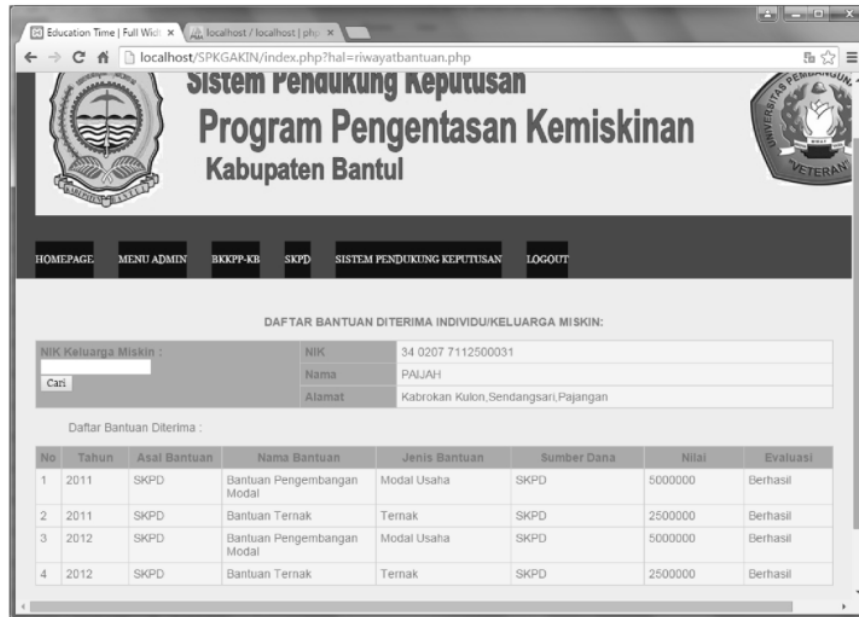 Education Time | Full Widt
localhost / localhost | php
localhost/SPKGAKIN/index.php?hal=riwayatbantuan.php
Sistem Pendukung Keputusan
Program Pengentasan Kemiskinan
Kabupaten Bantul
HOMEPAGE MENU ADMIN BKKPP-KB SKPD SISTEM PENDUKUNG KEPUTUSAN LOGOUT
DAFTAR BANTUAN DITERIMA INDIVIDU/KELUARGA MISKIN:
NIK Keluarga Miskin :
Cari
NIK 34 0207 7112500031
Nama PAIJAH
Alamat Kabrokan Kulon,Sendangsari,Pajangan
Daftar Bantuan Diterima :
No Tahun Asal Bantuan Nama Bantuan Jenis Bantuan Sumber Dana Nilai Evaluasi
1 2011 SKPD Bantuan Pengembangan Modal Modal Usaha SKPD 5000000 Berhasil
2 2011 SKPD Bantuan Ternak Ternak SKPD 2500000 Berhasil
3 2012 SKPD Bantuan Pengembangan Modal Modal Usaha SKPD 5000000 Berhasil
4 2012 SKPD Bantuan Ternak Ternak SKPD 2500000 Berhasil